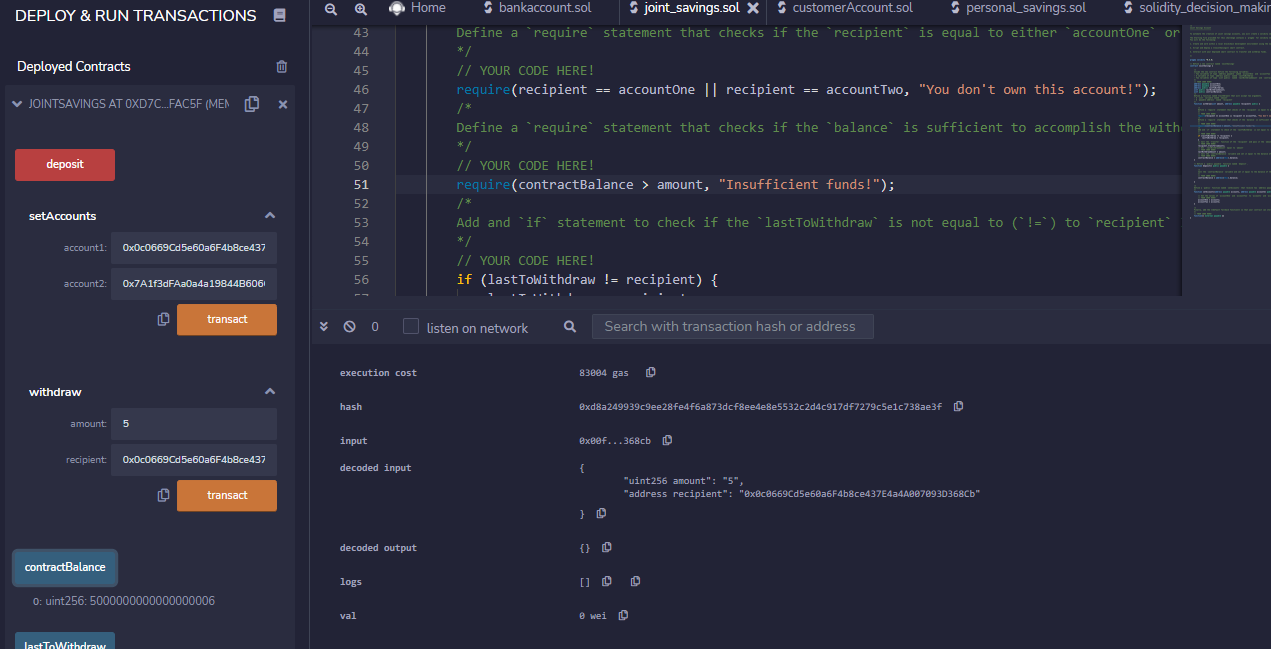 DEPLOY & RUN TRANSACTIONS
Deployed Contracts
JOINTSAVINGS AT 0XD7C...FAC5F (MEM
deposit
setAccounts
account1: 0x0c0669Cd5e60a6F4b8ce437
account2: 0x7A1f3dFAa0a4a19844B606
transact
withdraw
amount: 5
recipient: 0x0c0669Cd5e60a6F4b8ce437
transact
contractBalance
0: uint256: 5000000000000000006
lastToWithdraw
Home bankaccount.sol joint_savings.sol customerAccount.sol personal_savings.sol solidity_decision_makin
43 Define a `require` statement that checks if the `recipient` is equal to either `accountOne` or
44 */
45 // YOUR CODE HERE!
46 require(recipient == accountOne || recipient == accountTwo, "You don't own this account!");
47 /*
48 Define a `require` statement that checks if the `balance` is sufficient to accomplish the with
49 */
50 // YOUR CODE HERE!
51 require(contractBalance > amount, "Insufficient funds!");
52 /*
53 Add and `if` statement to check if the `lastToWithdraw` is not equal to (`!=`) to `recipient`
54 */
55 // YOUR CODE HERE!
56 if (lastToWithdraw != recipient) {
0 listen on network Search with transaction hash or address
execution cost 83004 gas
hash 0xd8a249939c9ee28fe4f6a873dcf8ee4e8e5532c2d4c917df7279c5e1c738ae3f
input 0x00f...368cb
decoded input {
"uint256 amount": "5",
"address recipient": "0x0c0669Cd5e60a6F4b8ce437E4a4A007093D368Cb"
}
decoded output {}
logs []
val 0 wei